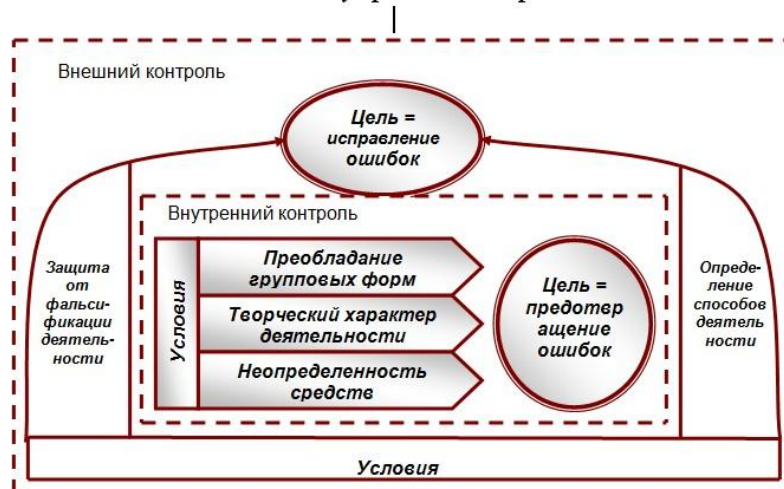 Внешний контроль
Цель =
исправление
ошибок
Внутренний контроль
Защита
от
фальси-
фикации
деятель-
ности
Условия
Преобладание
групповых форм
Творческий характер
деятельности
Неопределенность
средств
Цель =
предотвр
ащение
ошибок
Опреде-
ление
способов
деятель
ности
Условия